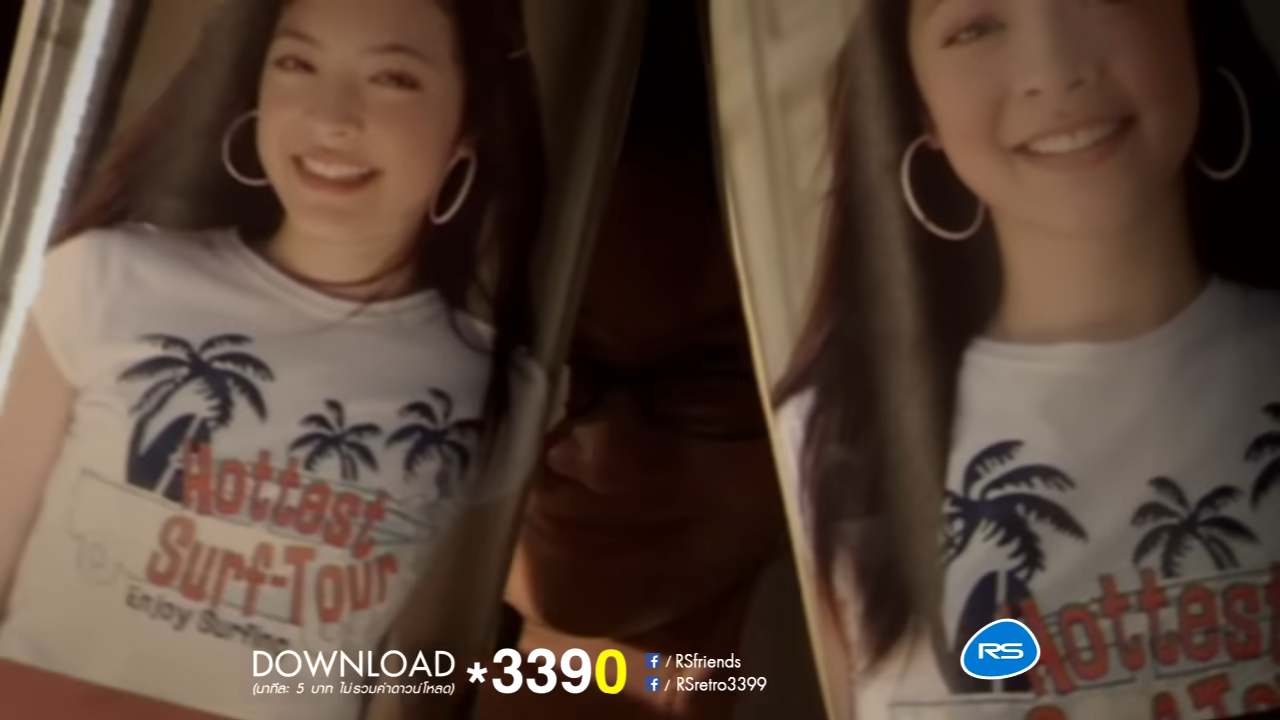 Hottest
Surf-Tour
Enjoy Surfing
Hottest
DOWNLOAD *3390
(นาทีละ 5 บาท ไม่รวมค่าดาวน์โหลด)
f / RSfriends
f / RSretro3399
RS